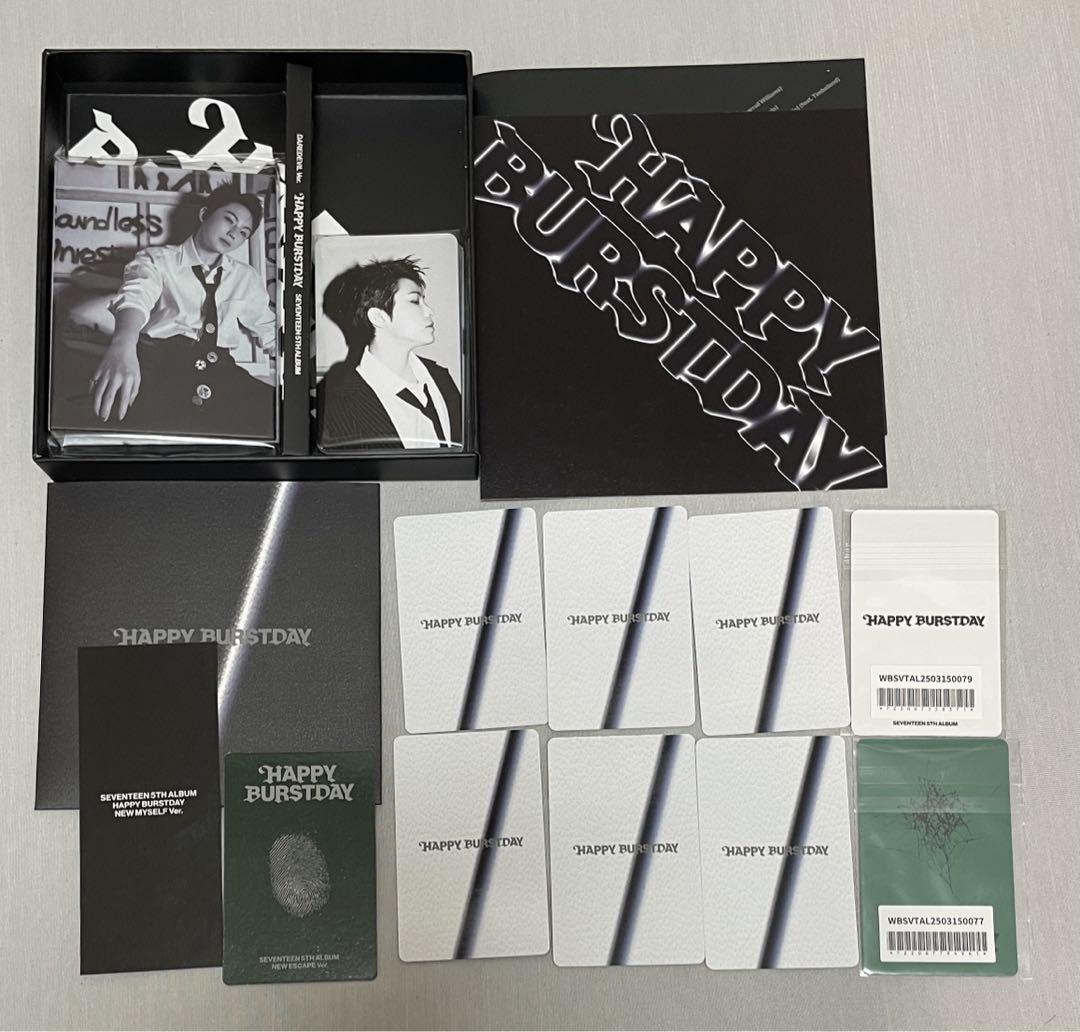 DAREDEVIL Ver. HAPPY BURSTDAY SEVENTEEN 5TH ALBUM
HAPPY
BURSTDAY
HAPPY BURSTDAY
SEVENTEEN 5TH ALBUM
HAPPY BURSTDAY
NEW MYSELF Ver.
HAPPY
BURSTDAY
SEVENTEEN 5TH ALBUM
NEW ESCAPE Ver.
HAPPY BURSTDAY
HAPPY BURSTDAY
HAPPY BURSTDAY
HAPPY BURSTDAY
WBSVTAL2503150079
SEVENTEEN 5TH ALBUM
HAPPY BURSTDAY
HAPPY BURSTDAY
HAPPY BURSTDAY
WBSVTAL2503150077